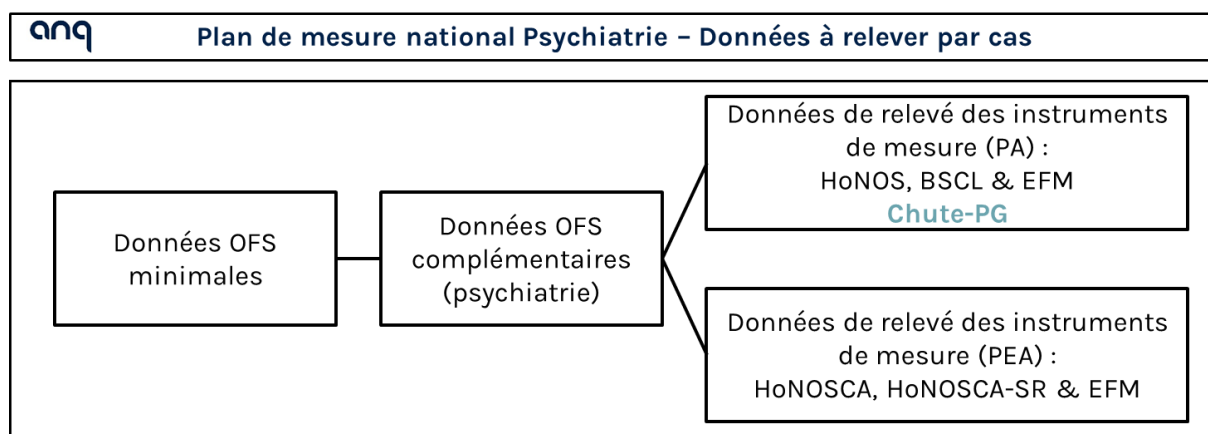 anq
Plan de mesure national Psychiatrie – Données à relever par cas
Données OFS
minimales
Données OFS
complémentaires
(psychiatrie)
Données de relevé des instruments
de mesure (PA) :
HoNOS, BSCL & EFM
Chute-PG
Données de relevé des instruments
de mesure (PEA) :
HoNOSCA, HoNOSCA-SR & EFM